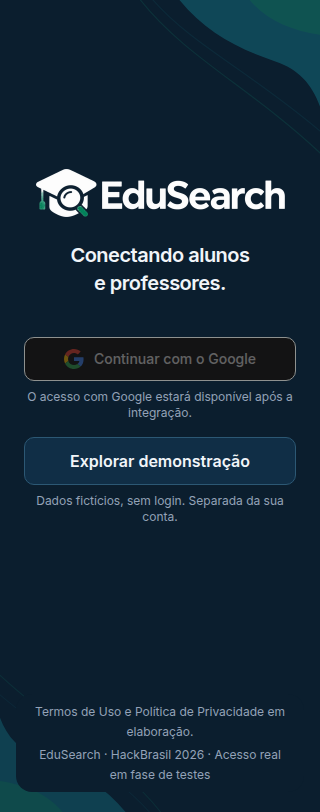 EduSearch
Conectando alunos
e professores.
Continuar com o Google
O acesso com Google estará disponível após a
integração.
Explorar demonstração
Dados fictícios, sem login. Separada da sua
conta.
Termos de Uso e Política de Privacidade em
elaboração.
EduSearch · HackBrasil 2026 · Acesso real
em fase de testes